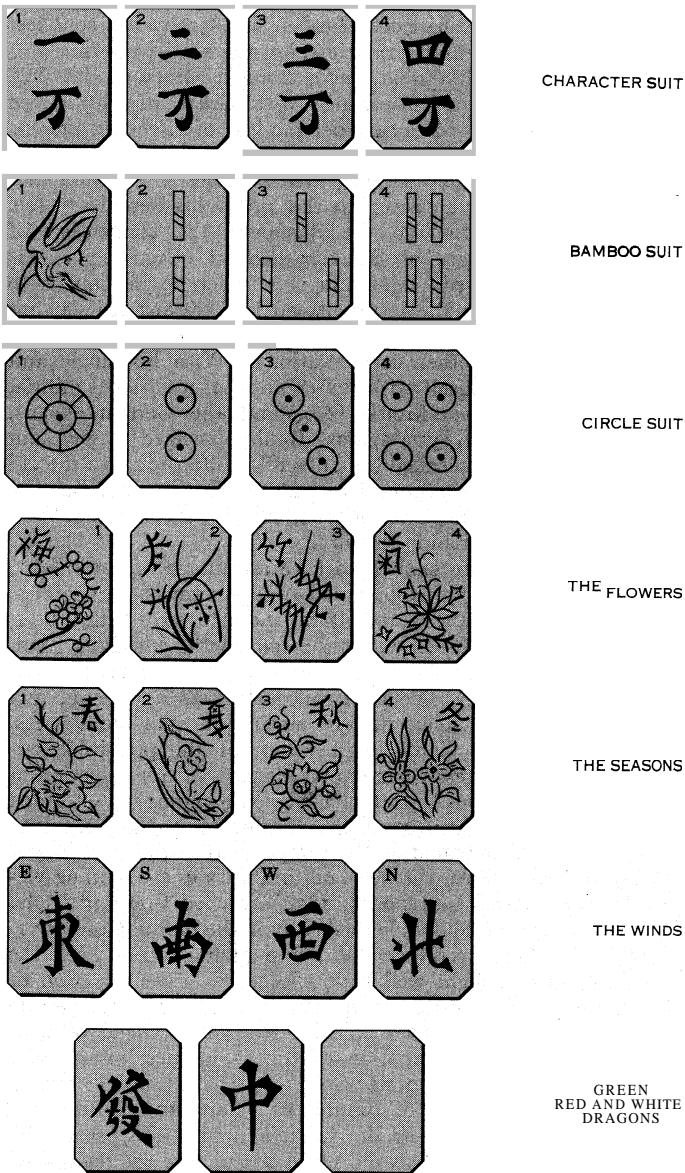 1 2 3 4
一 二 三 四
万 万 万 万
CHARACTER SUIT
1 2 3 4
BAMBOO SUIT
1 2 3 4
CIRCLE SUIT
1 2 3 4
梅 竹 菊
THE FLOWERS
1 2 3 4
春 夏 秋 冬
THE SEASONS
E S W N
東 南 西 北
THE WINDS
發 中
GREEN
RED AND WHITE
DRAGONS